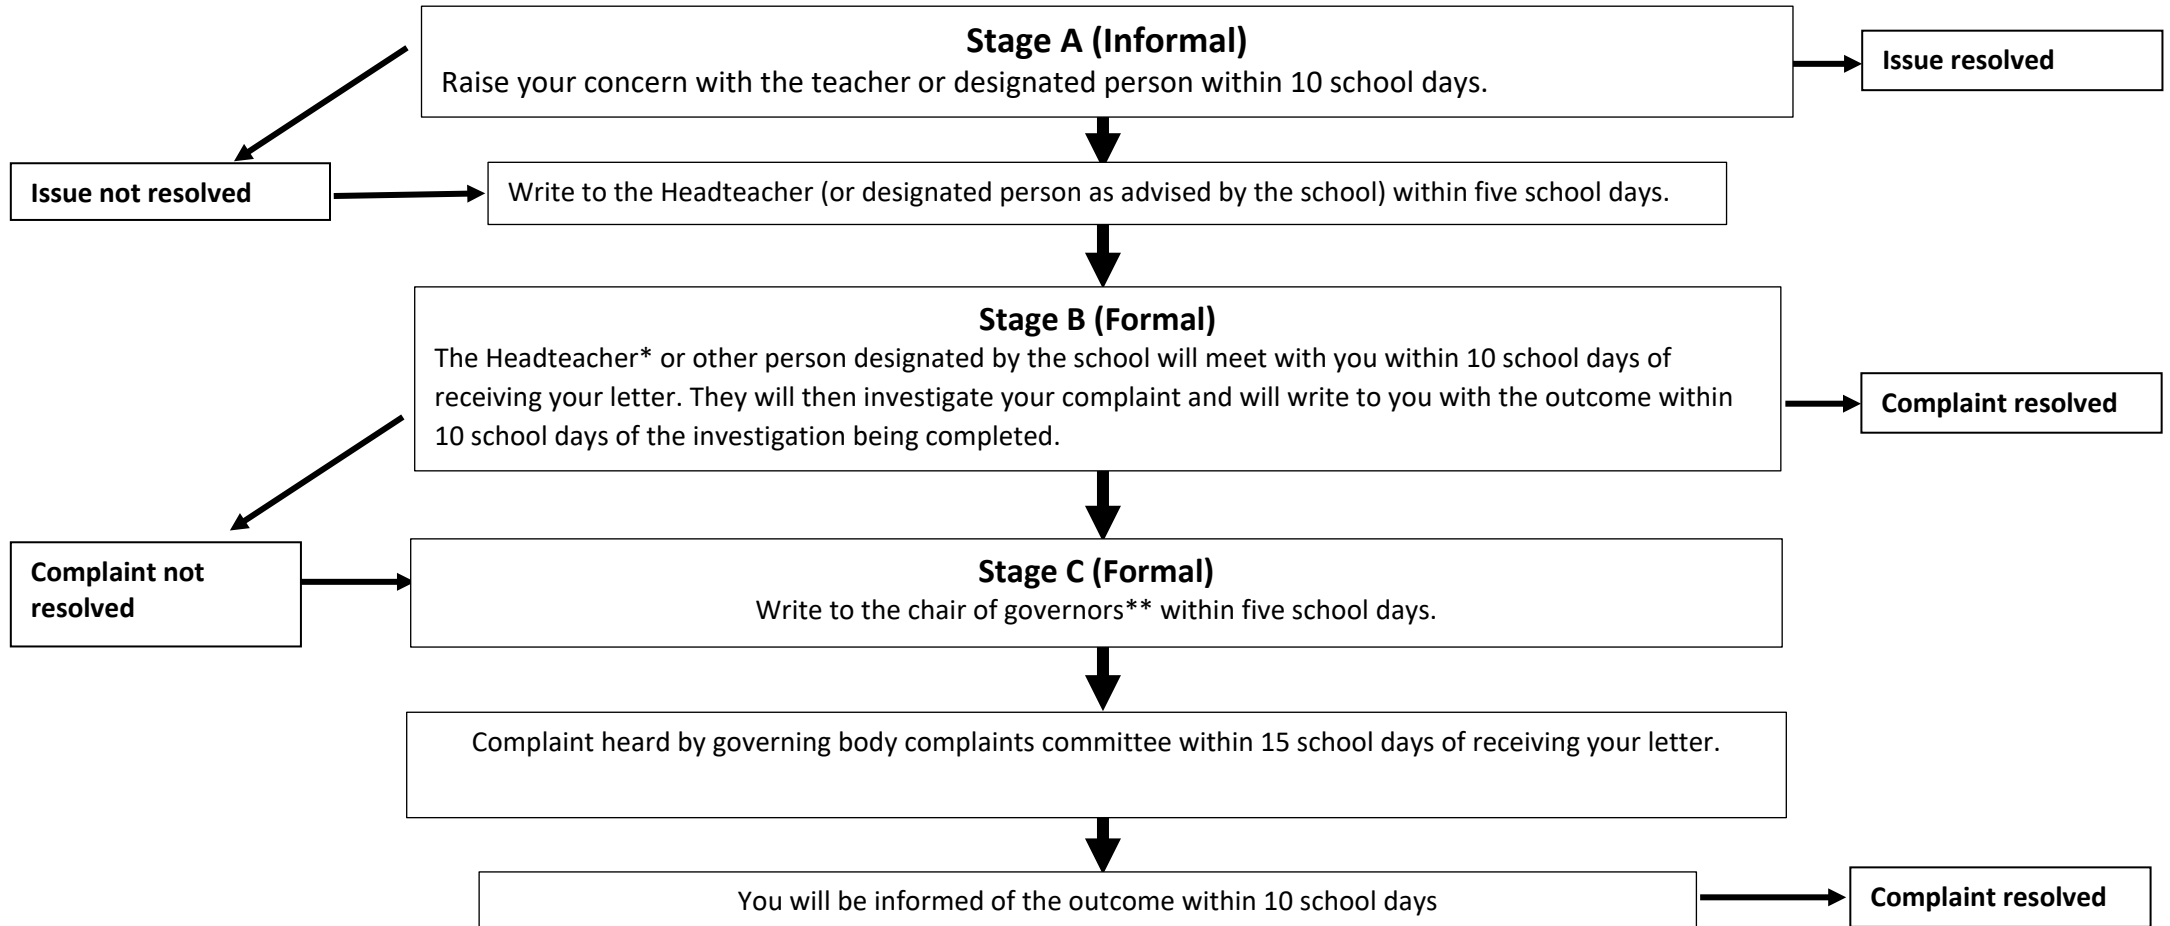 Stage A (Informal)
Raise your concern with the teacher or designated person within 10 school days.
Issue resolved
Issue not resolved
Write to the Headteacher (or designated person as advised by the school) within five school days.
Stage B (Formal)
The Headteacher* or other person designated by the school will meet with you within 10 school days of
receiving your letter. They will then investigate your complaint and will write to you with the outcome within
10 school days of the investigation being completed.
Complaint resolved
Complaint not
resolved
Stage C (Formal)
Write to the chair of governors** within five school days.
Complaint heard by governing body complaints committee within 15 school days of receiving your letter.
You will be informed of the outcome within 10 school days
Complaint resolved